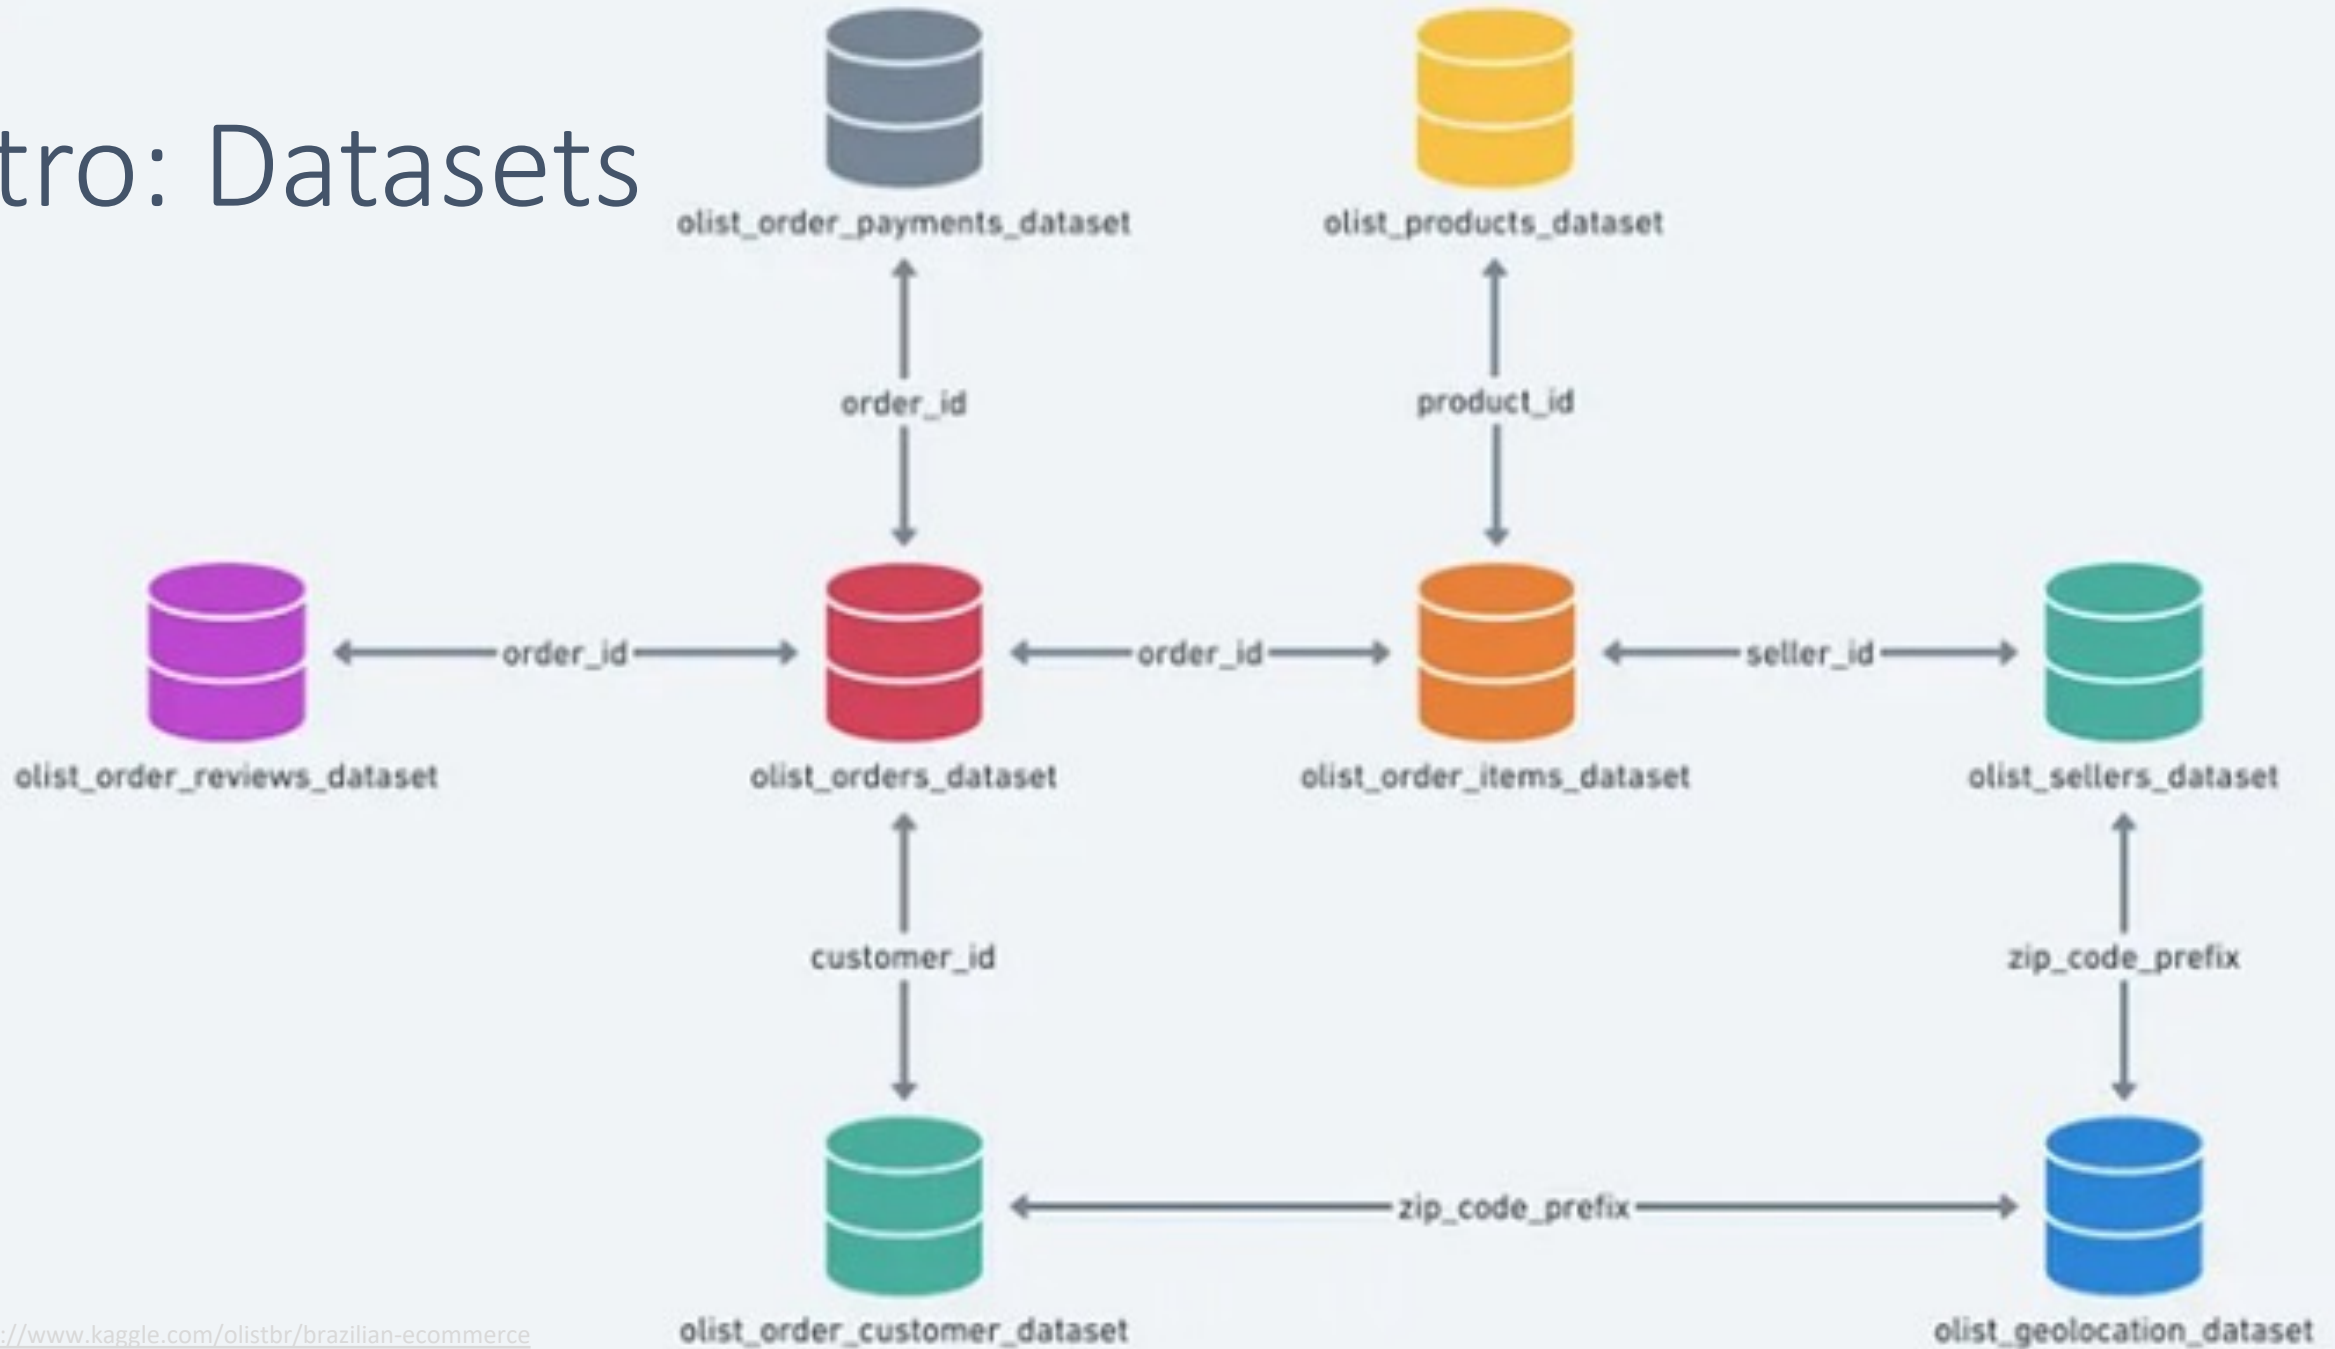 tro: Datasets
olist_order_payments_dataset
olist_products_dataset
order_id
product_id
order_id
order_id
seller_id
olist_order_reviews_dataset
olist_orders_dataset
olist_order_items_dataset
olist_sellers_dataset
customer_id
zip_code_prefix
zip_code_prefix
olist_order_customer_dataset
olist_geolocation_dataset
://www.kaggle.com/olistbr/brazilian-ecommerce